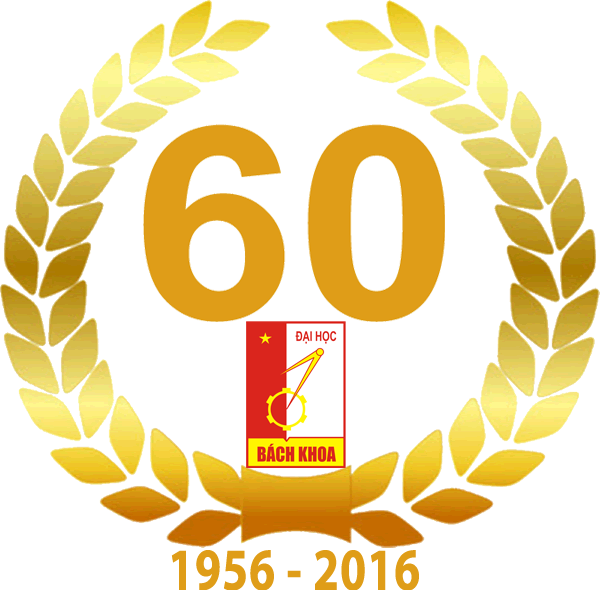 60
ĐẠI HỌC
BÁCH KHOA
1956 - 2016